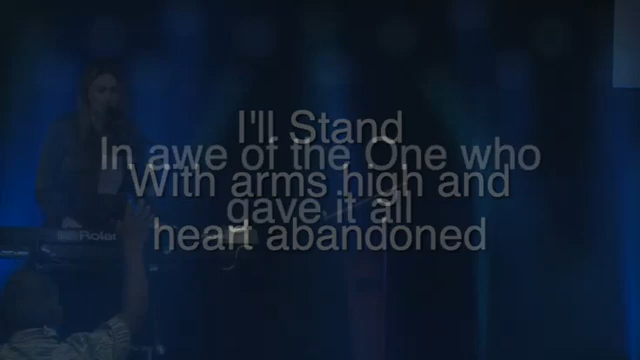 I'll Stand
In awe of the One who
With arms high and
gave it all
heart abandoned
Roland